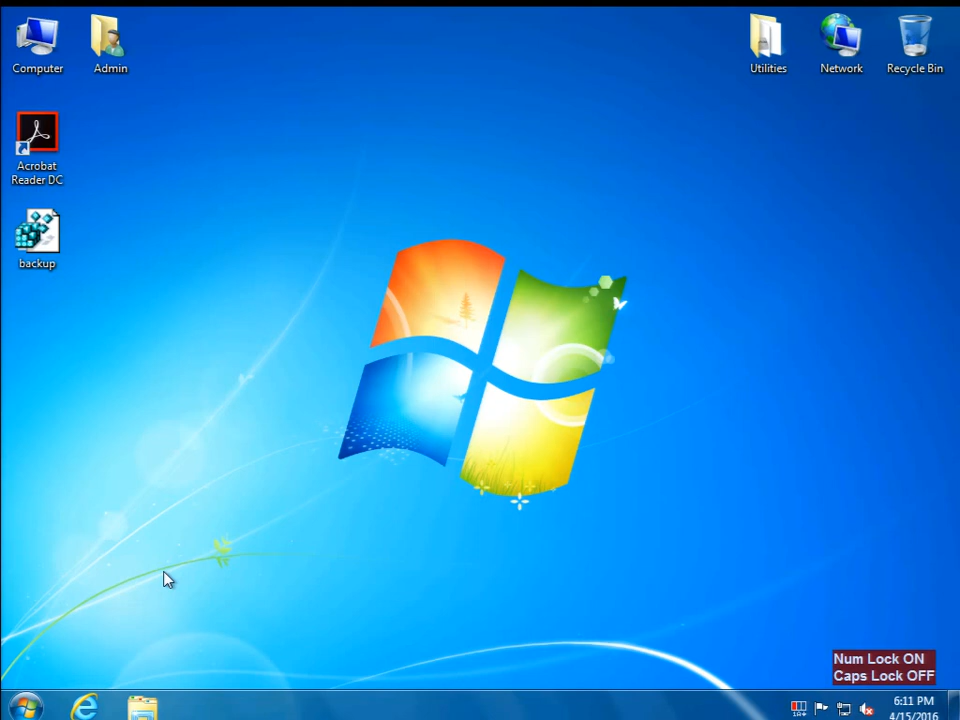 Computer
Admin
Utilities
Network
Recycle Bin
Acrobat
Reader DC
backup
Num Lock ON
Caps Lock OFF
6:11 PM
4/15/2016